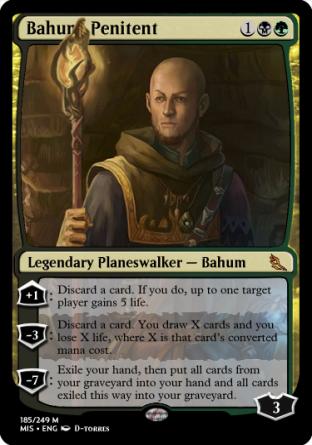 Bahum, Penitent 1
Legendary Planeswalker — Bahum
+1: Discard a card. If you do, up to one target
player gains 5 life.
-3: Discard a card. You draw X cards and you
lose X life, where X is that card's converted
mana cost.
-7: Exile your hand, then put all cards from
your graveyard into your hand and all cards
exiled this way into your graveyard.
3
185/249 M
MIS • ENG D-TORRES